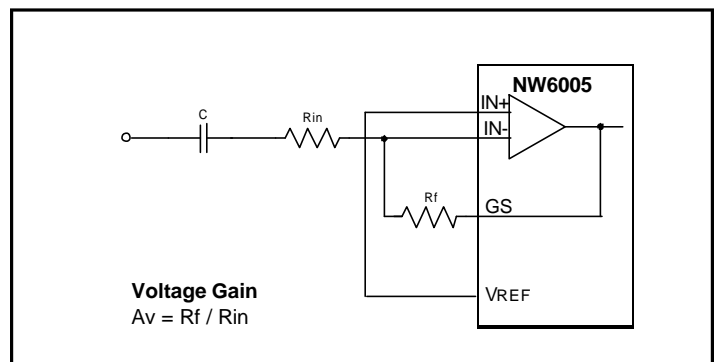 NW6005
C
Rin
IN+
IN-
Rf
GS
VREF
Voltage Gain
Av = Rf / Rin